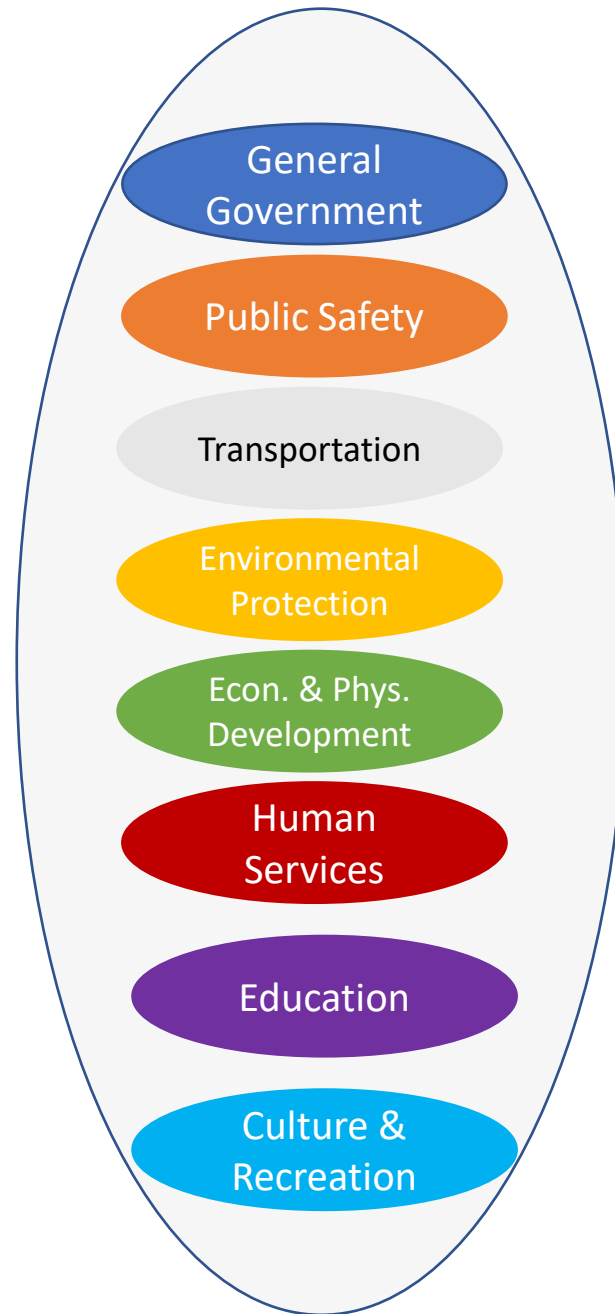 General
Government
Public Safety
Transportation
Environmental
Protection
Econ. & Phys.
Development
Human
Services
Education
Culture &
Recreation